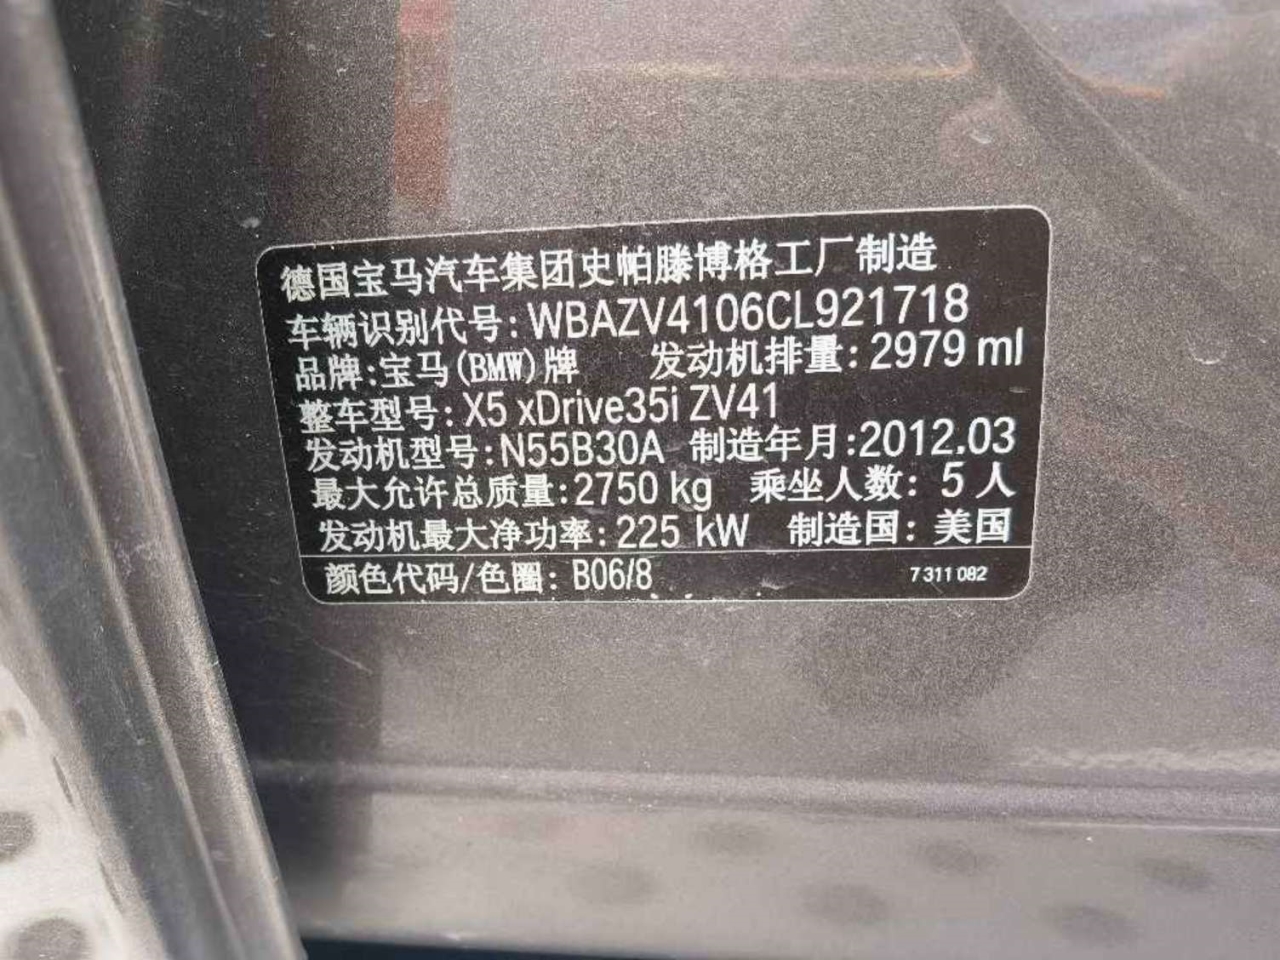 德国宝马汽车集团史帕滕博格工厂制造
车辆识别代号: WBAZV4106CL921718
品牌:宝马(BMW)牌 发动机排量: 2979 ml
整车型号: X5 xDrive35i ZV41
发动机型号: N55B30A 制造年月:2012.03
最大允许总质量: 2750 kg 乘坐人数: 5 人
发动机最大净功率: 225 kW 制造国: 美国
颜色代码/色圈: B06/8 7 311 082